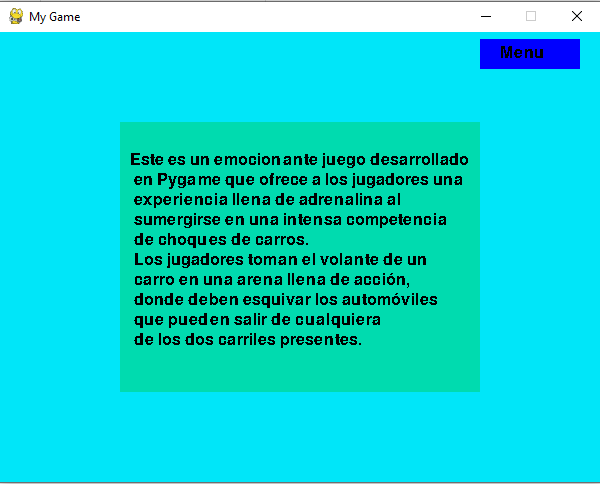 My Game
Menu
Este es un emocionante juego desarrollado
en Pygame que ofrece a los jugadores una
experiencia llena de adrenalina al
sumergirse en una intensa competencia
de choques de carros.
Los jugadores toman el volante de un
carro en una arena llena de acción,
donde deben esquivar los automóviles
que pueden salir de cualquiera
de los dos carriles presentes.